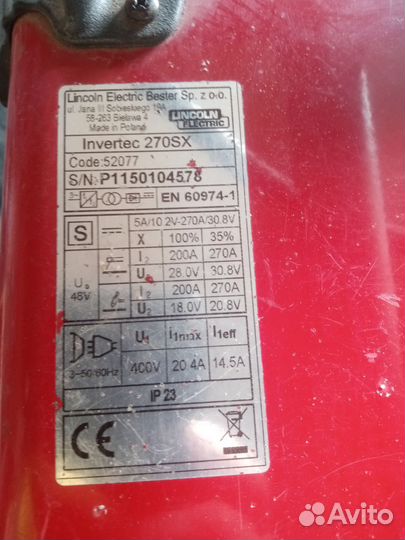 Lincoln Electric Bester Sp. z o.o.
ul. Jana III Sobieskiego 19A
58-263 Bielawa 4
Made in Poland
LINCOLN
ELECTRIC
Invertec 270SX
Code: 52077
S/N: P1150104578
3~ EN 60974-1
S 5A/10.2V-270A/30.8V
X 100% 35%
I2 200A 270A
U2 28.0V 30.8V
U0 48V
I2 200A 270A
U2 18.0V 20.8V
U1 I1max I1eff
3~50/60Hz 400V 20.4A 14.5A
IP 23
CE
Avito